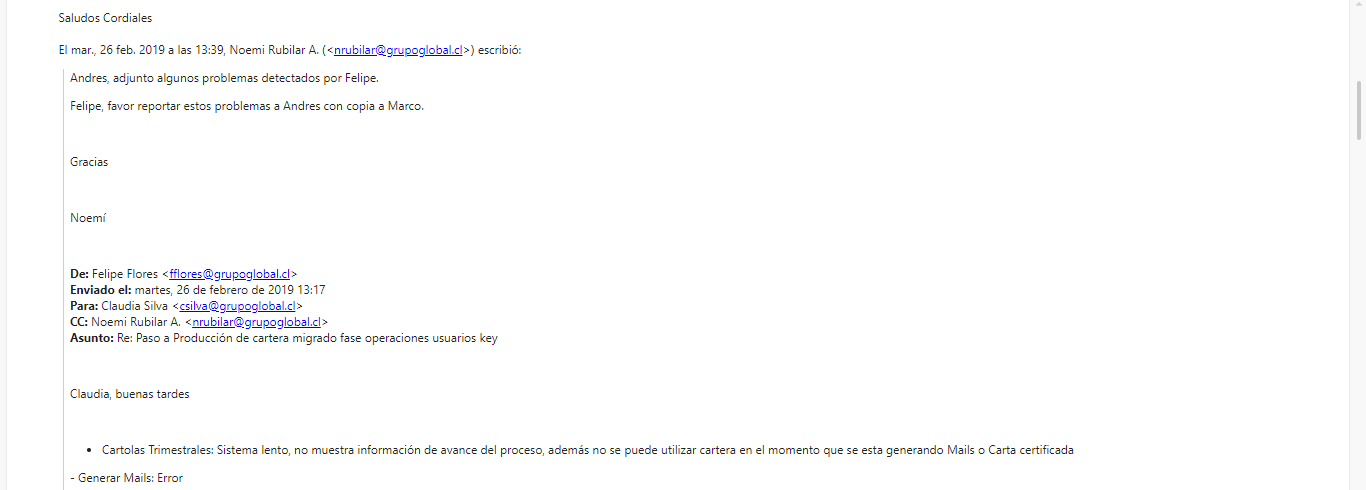 Saludos Cordiales
El mar., 26 feb. 2019 a las 13:39, Noemi Rubilar A. (<nrubilar@grupoglobal.cl>) escribió:
Andres, adjunto algunos problemas detectados por Felipe.
Felipe, favor reportar estos problemas a Andres con copia a Marco.
Gracias
Noemí
De: Felipe Flores <fflores@grupoglobal.cl>
Enviado el: martes, 26 de febrero de 2019 13:17
Para: Claudia Silva <csilva@grupoglobal.cl>
CC: Noemi Rubilar A. <nrubilar@grupoglobal.cl>
Asunto: Re: Paso a Producción de cartera migrado fase operaciones usuarios key
Claudia, buenas tardes
• Cartolas Trimestrales: Sistema lento, no muestra información de avance del proceso, además no se puede utilizar cartera en el momento que se esta generando Mails o Carta certificada
- Generar Mails: Error